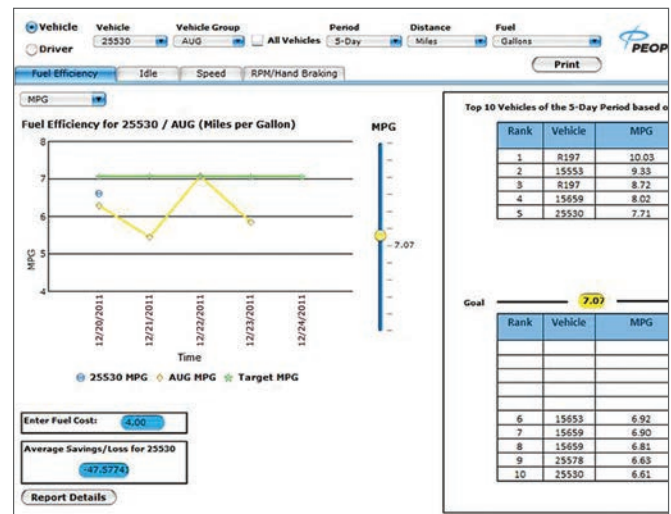 Vehicle Vehicle Vehicle Group Period Distance Fuel
25530 AUG All Vehicles 5-Day Miles Gallons
Driver
PEOP
Print
Fuel Efficiency Idle Speed RPM/Hand Braking
MPG
Top 10 Vehicles of the 5-Day Period based o
Fuel Efficiency for 25530 / AUG (Miles per Gallon)
MPG
8
7
6
5
4
MPG
12/20/2011
12/21/2011
12/22/2011
12/23/2011
12/24/2011
Time
25530 MPG AUG MPG Target MPG
7.07
Rank Vehicle MPG
1 R197 10.03
2 15553 9.33
3 R197 8.72
4 15659 8.02
5 25530 7.71
Goal 7.07
Rank Vehicle MPG
6 15653 6.92
7 15659 6.90
8 15659 6.81
9 25578 6.63
10 25530 6.61
Enter Fuel Cost: 4.00
Average Savings/Loss for 25530
-47.5774
Report Details